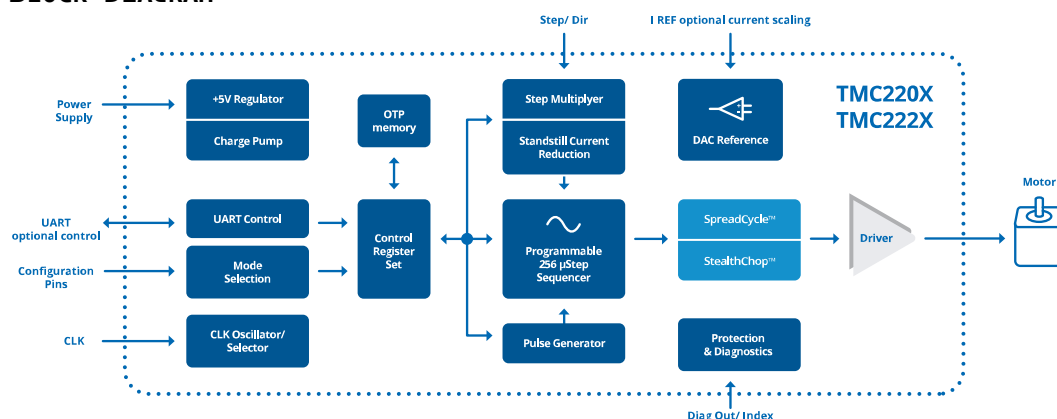 BLOCK DIAGRAM
Step/ Dir
I REF optional current scaling
Power
Supply
+5V Regulator
Charge Pump
OTP
memory
Step Multiplyer
Standstill Current
Reduction
DAC Reference
TMC220X
TMC222X
UART
optional control
Configuration
Pins
UART Control
Mode
Selection
Control
Register
Set
Programmable
256 µStep
Sequencer
SpreadCycle™
StealthChop™
Driver
Motor
CLK
CLK Oscillator/
Selector
Pulse Generator
Protection
& Diagnostics
Diag Out/ Index